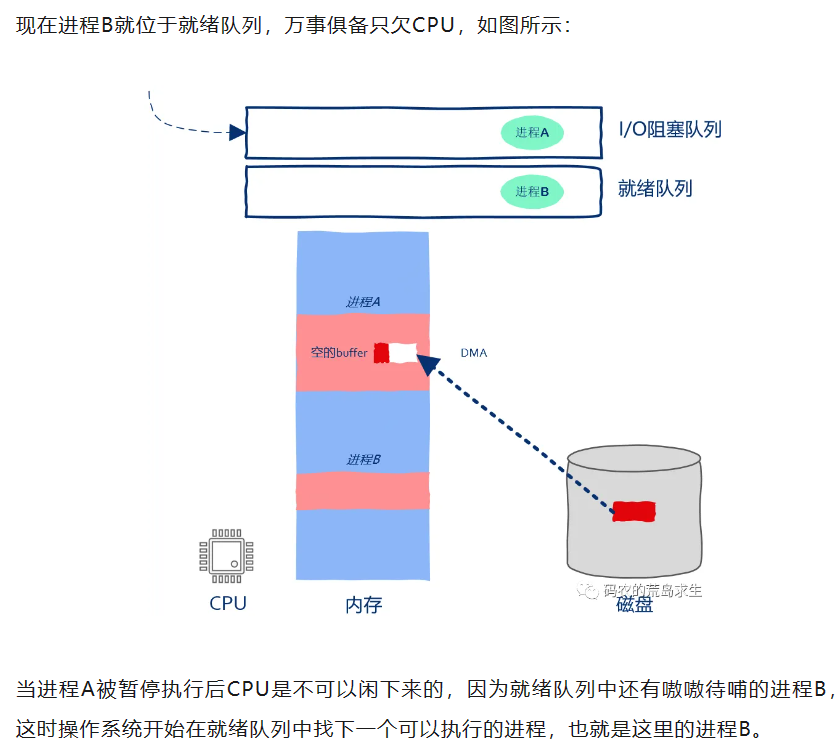 现在进程B就位于就绪队列，万事俱备只欠CPU，如图所示：
进程A
I/O阻塞队列
进程B
就绪队列
进程A
空的buffer
DMA
进程B
码农的荒岛求生
CPU
内存
磁盘
当进程A被暂停执行后CPU是不可以闲下来的，因为就绪队列中还有嗷嗷待哺的进程B，
这时操作系统开始在就绪队列中找下一个可以执行的进程，也就是这里的进程B。